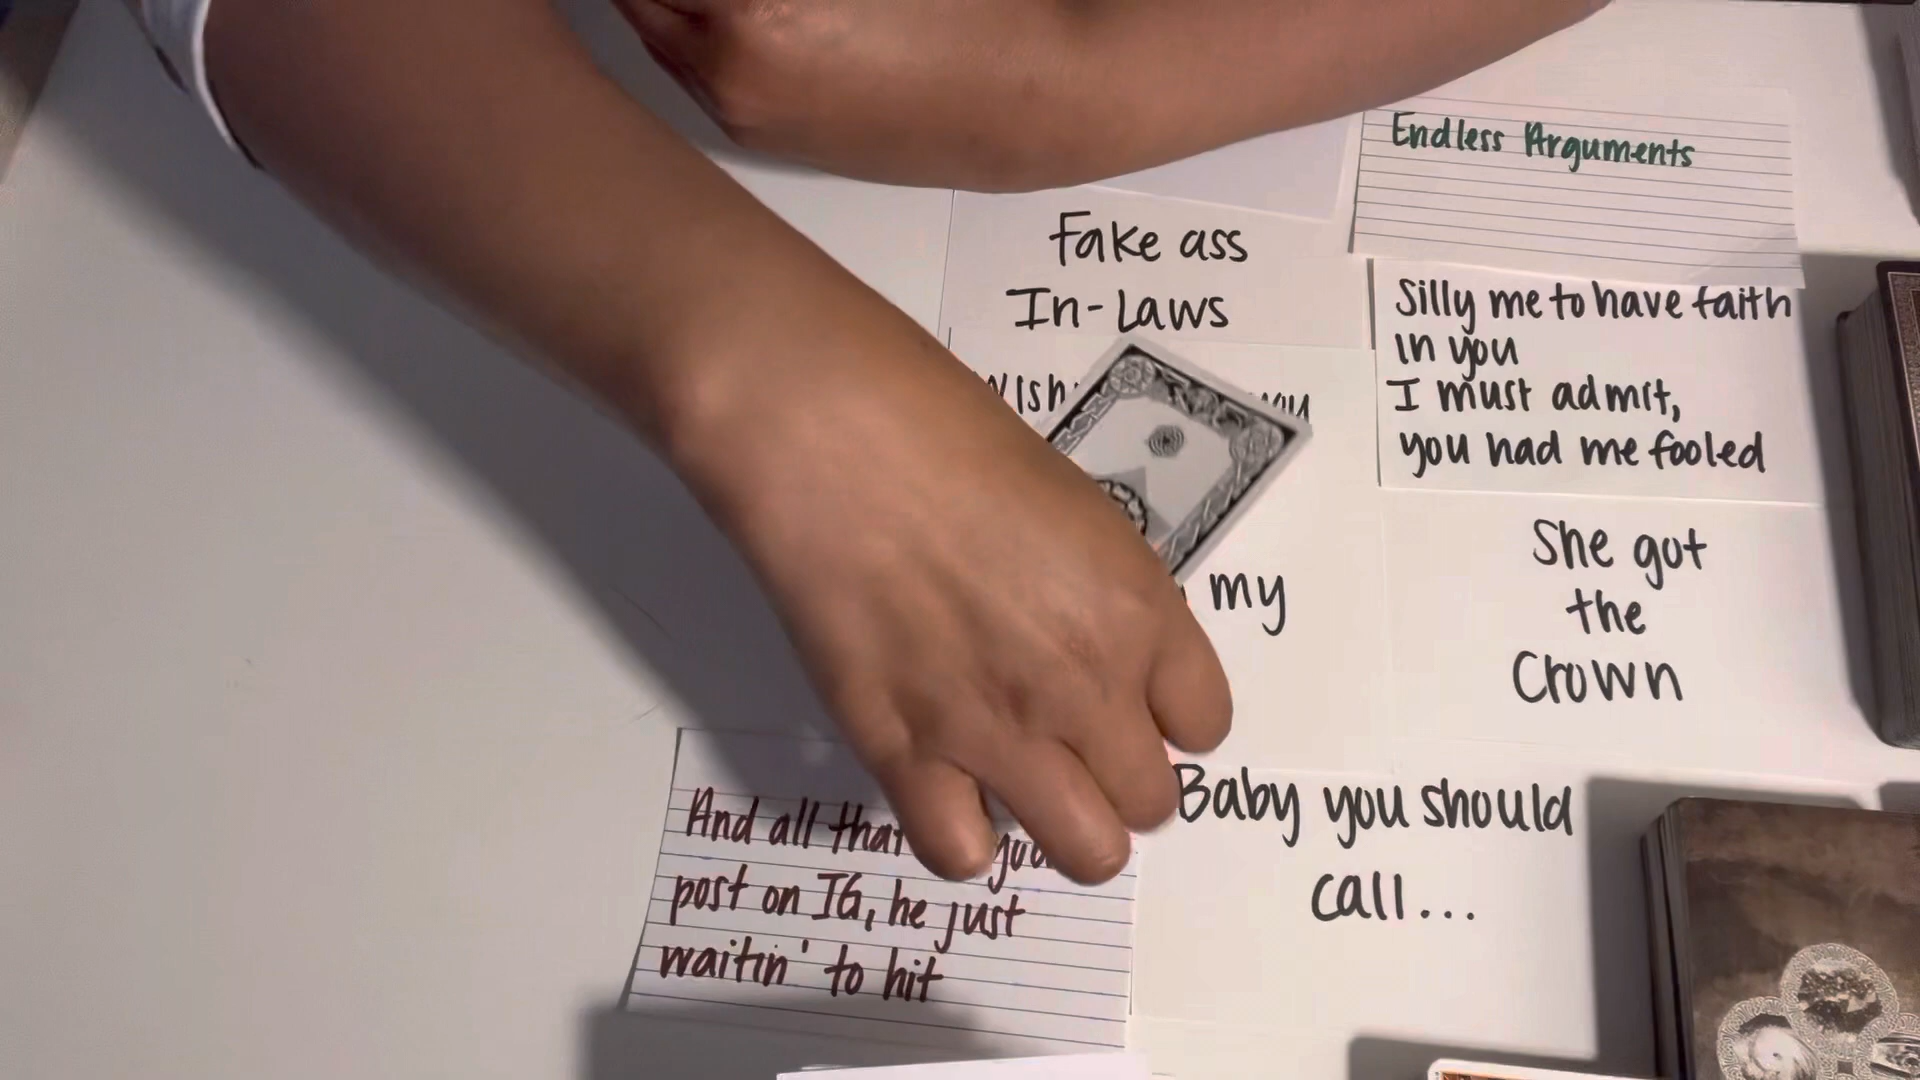 Endless Arguments
Fake ass
In-Laws
Silly me to have faith
in you
I must admit,
you had me fooled
my
She got
the
Crown
Baby you should
call...
And all that
post on IG, he just
waitin' to hit